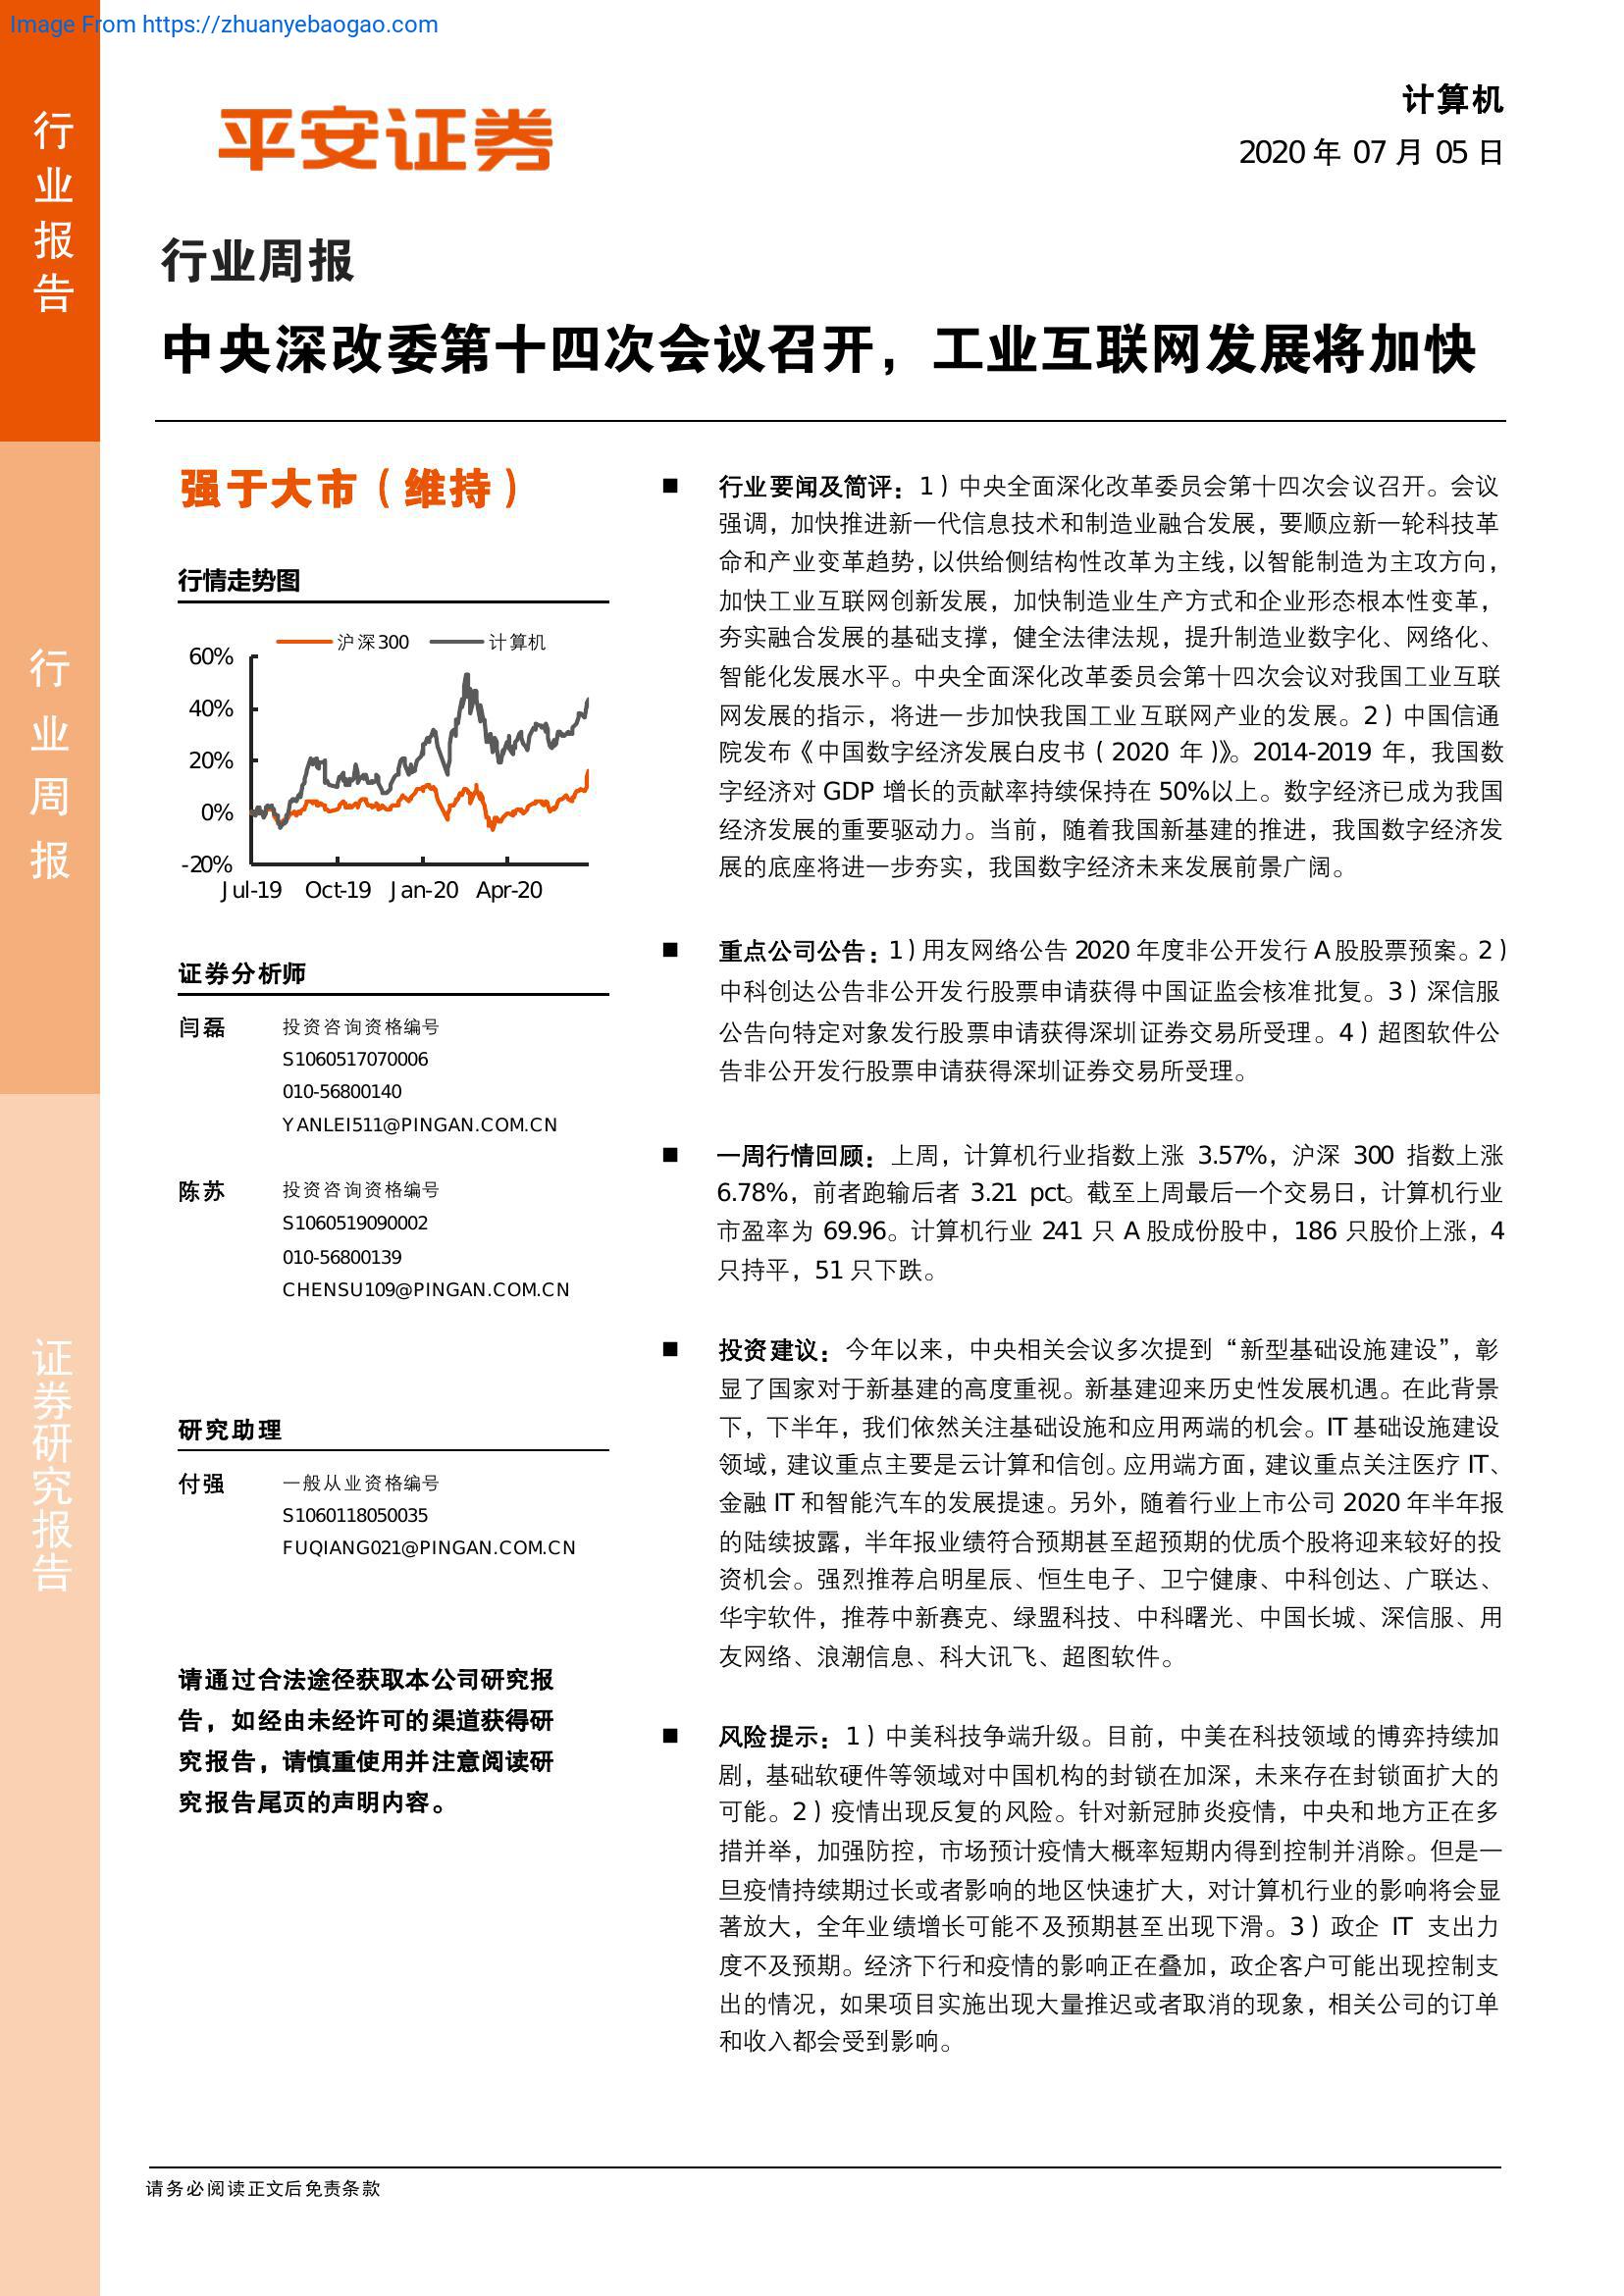 Image From https://zhuanyebaogao.com
行业报告
行业周报
证券研究报告
平安证券
计算机
2020 年 07 月 05 日
行业周报
中央深改委第十四次会议召开，工业互联网发展将加快
强于大市（维持）
行情走势图
沪深300 计算机
60%
40%
20%
0%
-20%
Jul-19 Oct-19 Jan-20 Apr-20
证券分析师
闫磊 投资咨询资格编号
S1060517070006
010-56800140
YANLEI511@PINGAN.COM.CN
陈苏 投资咨询资格编号
S1060519090002
010-56800139
CHENSU109@PINGAN.COM.CN
研究助理
付强 一般从业资格编号
S1060118050035
FUQIANG021@PINGAN.COM.CN
请通过合法途径获取本公司研究报
告，如经由未经许可的渠道获得研
究报告，请慎重使用并注意阅读研
究报告尾页的声明内容。
■ 行业要闻及简评：1）中央全面深化改革委员会第十四次会议召开。会议
强调，加快推进新一代信息技术和制造业融合发展，要顺应新一轮科技革
命和产业变革趋势，以供给侧结构性改革为主线，以智能制造为主攻方向，
加快工业互联网创新发展，加快制造业生产方式和企业形态根本性变革，
夯实融合发展的基础支撑，健全法律法规，提升制造业数字化、网络化、
智能化发展水平。中央全面深化改革委员会第十四次会议对我国工业互联
网发展的指示，将进一步加快我国工业互联网产业的发展。2）中国信通
院发布《中国数字经济发展白皮书（2020 年）》。2014-2019 年，我国数
字经济对 GDP 增长的贡献率持续保持在 50%以上。数字经济已成为我国
经济发展的重要驱动力。当前，随着我国新基建的推进，我国数字经济发
展的底座将进一步夯实，我国数字经济未来发展前景广阔。
■ 重点公司公告：1）用友网络公告 2020 年度非公开发行 A 股股票预案。2）
中科创达公告非公开发行股票申请获得中国证监会核准批复。3）深信服
公告向特定对象发行股票申请获得深圳证券交易所受理。4）超图软件公
告非公开发行股票申请获得深圳证券交易所受理。
■ 一周行情回顾：上周，计算机行业指数上涨 3.57%，沪深 300 指数上涨
6.78%，前者跑输后者 3.21 pct。截至上周最后一个交易日，计算机行业
市盈率为 69.96。计算机行业 241 只 A 股成份股中，186 只股价上涨，4
只持平，51 只下跌。
■ 投资建议：今年以来，中央相关会议多次提到“新型基础设施建设”，彰
显了国家对于新基建的高度重视。新基建迎来历史性发展机遇。在此背景
下，下半年，我们依然关注基础设施和应用两端的机会。IT 基础设施建设
领域，建议重点主要是云计算和信创。应用端方面，建议重点关注医疗 IT、
金融 IT 和智能汽车的发展提速。另外，随着行业上市公司 2020 年半年报
的陆续披露，半年报业绩符合预期甚至超预期的优质个股将迎来较好的投
资机会。强烈推荐启明星辰、恒生电子、卫宁健康、中科创达、广联达、
华宇软件，推荐中新赛克、绿盟科技、中科曙光、中国长城、深信服、用
友网络、浪潮信息、科大讯飞、超图软件。
■ 风险提示：1）中美科技争端升级。目前，中美在科技领域的博弈持续加
剧，基础软硬件等领域对中国机构的封锁在加深，未来存在封锁面扩大的
可能。2）疫情出现反复的风险。针对新冠肺炎疫情，中央和地方正在多
措并举，加强防控，市场预计疫情大概率短期内得到控制并消除。但是一
旦疫情持续期过长或者影响的地区快速扩大，对计算机行业的影响将会显
著放大，全年业绩增长可能不及预期甚至出现下滑。3）政企 IT 支出力
度不及预期。经济下行和疫情的影响正在叠加，政企客户可能出现控制支
出的情况，如果项目实施出现大量推迟或者取消的现象，相关公司的订单
和收入都会受到影响。
请务必阅读正文后免责条款